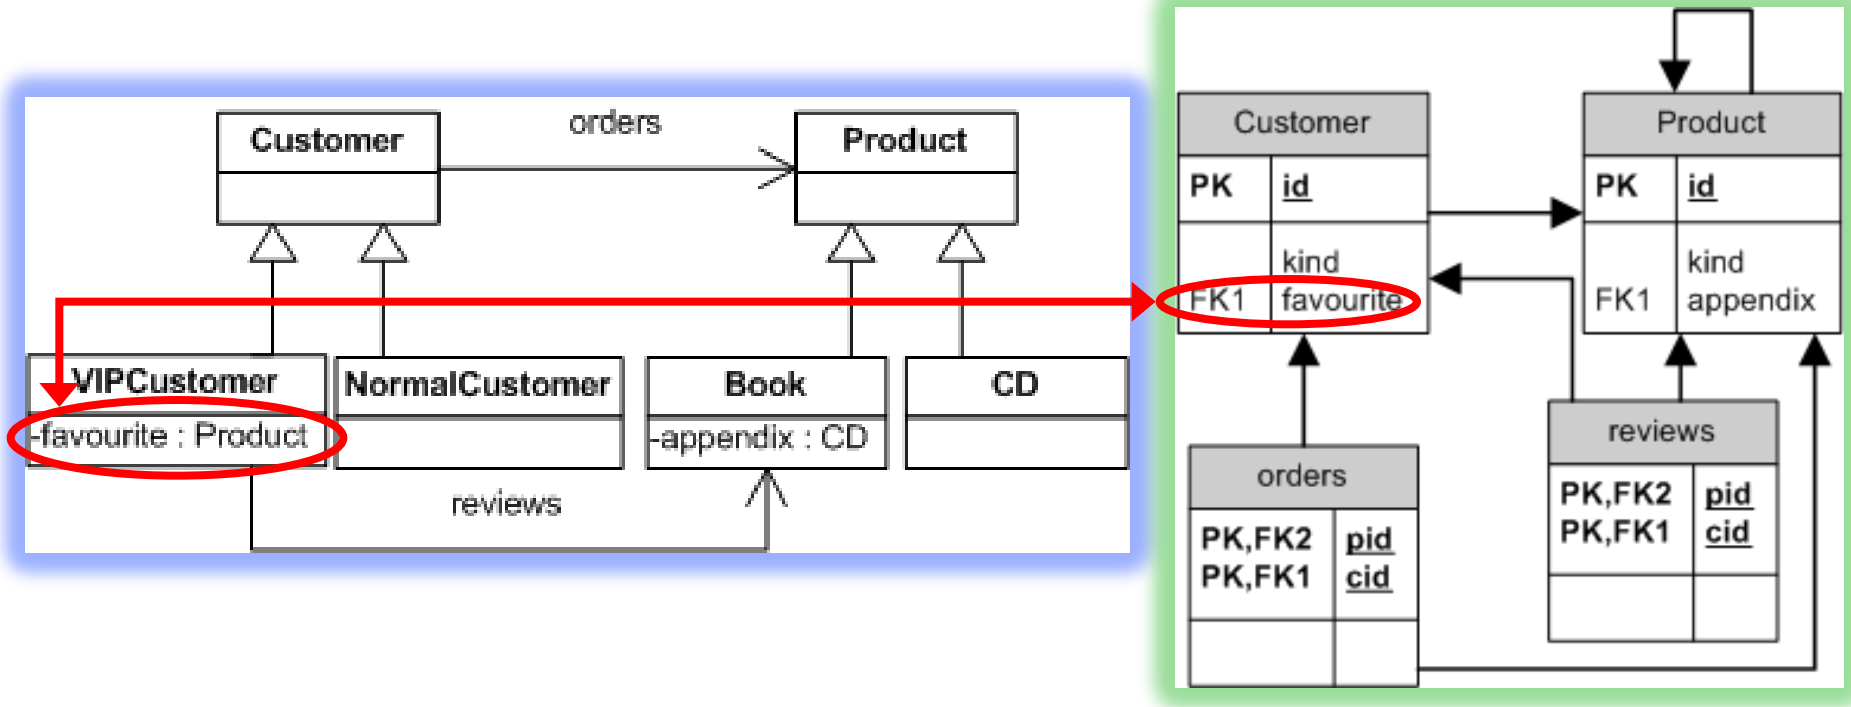 Customer
orders
Product
VIPCustomer
-favourite : Product
NormalCustomer
Book
-appendix : CD
CD
reviews
Customer
PK id
kind
FK1 favourite
Product
PK id
kind
FK1 appendix
orders
PK,FK2 pid
PK,FK1 cid
reviews
PK,FK2 pid
PK,FK1 cid